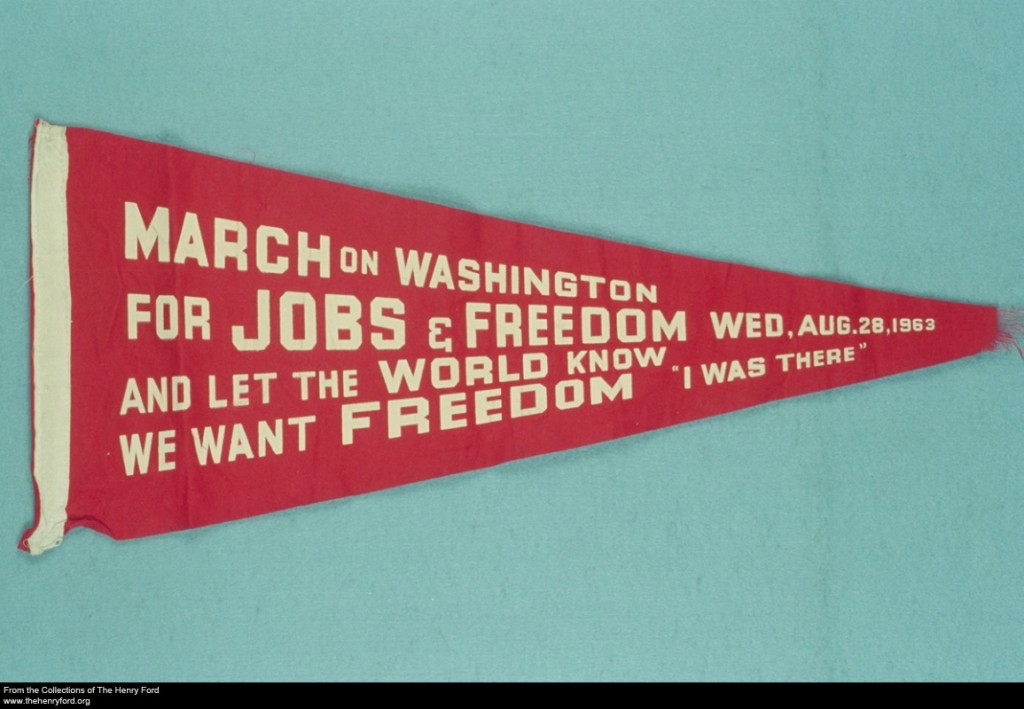 MARCH ON WASHINGTON
FOR JOBS & FREEDOM WED, AUG. 28, 1963
AND LET THE WORLD KNOW "I WAS THERE"
WE WANT FREEDOM
From the Collections of The Henry Ford
www.thehenryford.org